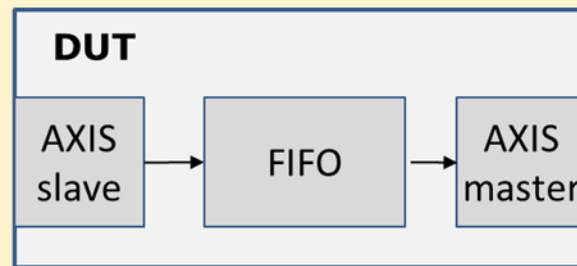 DUT
AXIS
slave
FIFO
AXIS
master